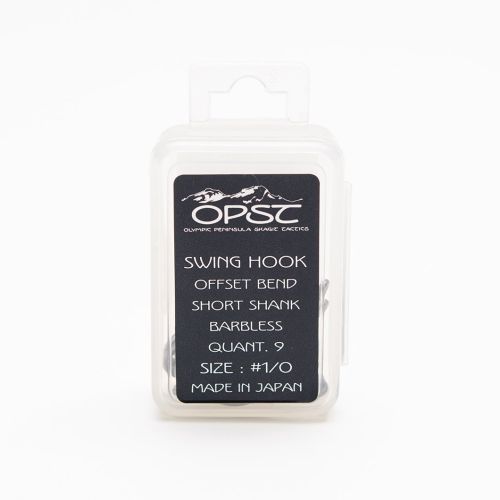 OPST
OLYMPIC PENINSULA SKAGIT TACTICS
SWING HOOK
OFFSET BEND
SHORT SHANK
BARBLESS
QUANT. 9
SIZE : #1/0
MADE IN JAPAN